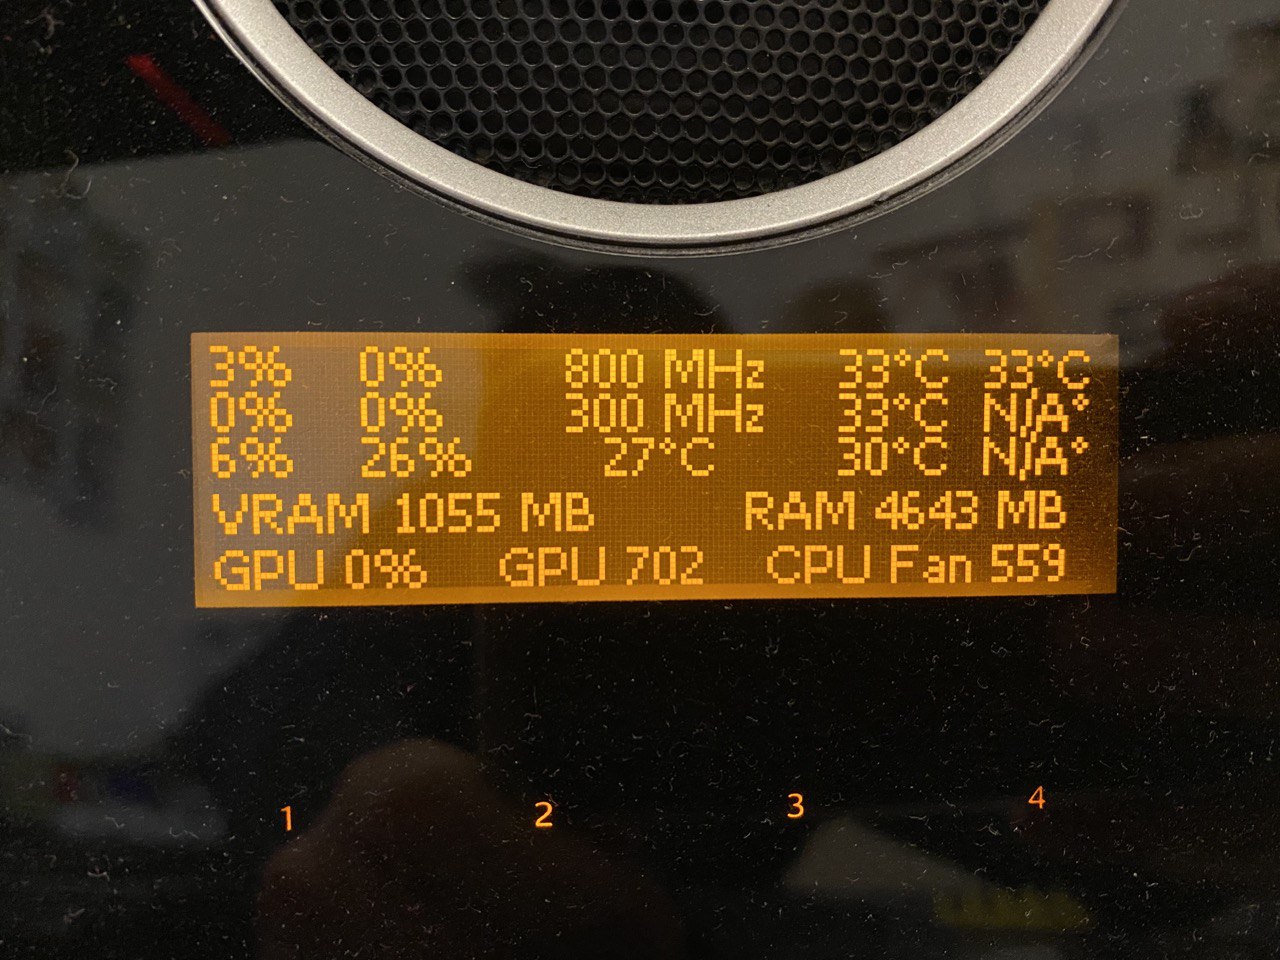 3% 0% 800 MHz 33°C 33°C
0% 0% 300 MHz 33°C N/A°
6% 26% 27°C 30°C N/A°
VRAM 1055 MB RAM 4643 MB
GPU 0% GPU 702 CPU Fan 559
1 2 3 4